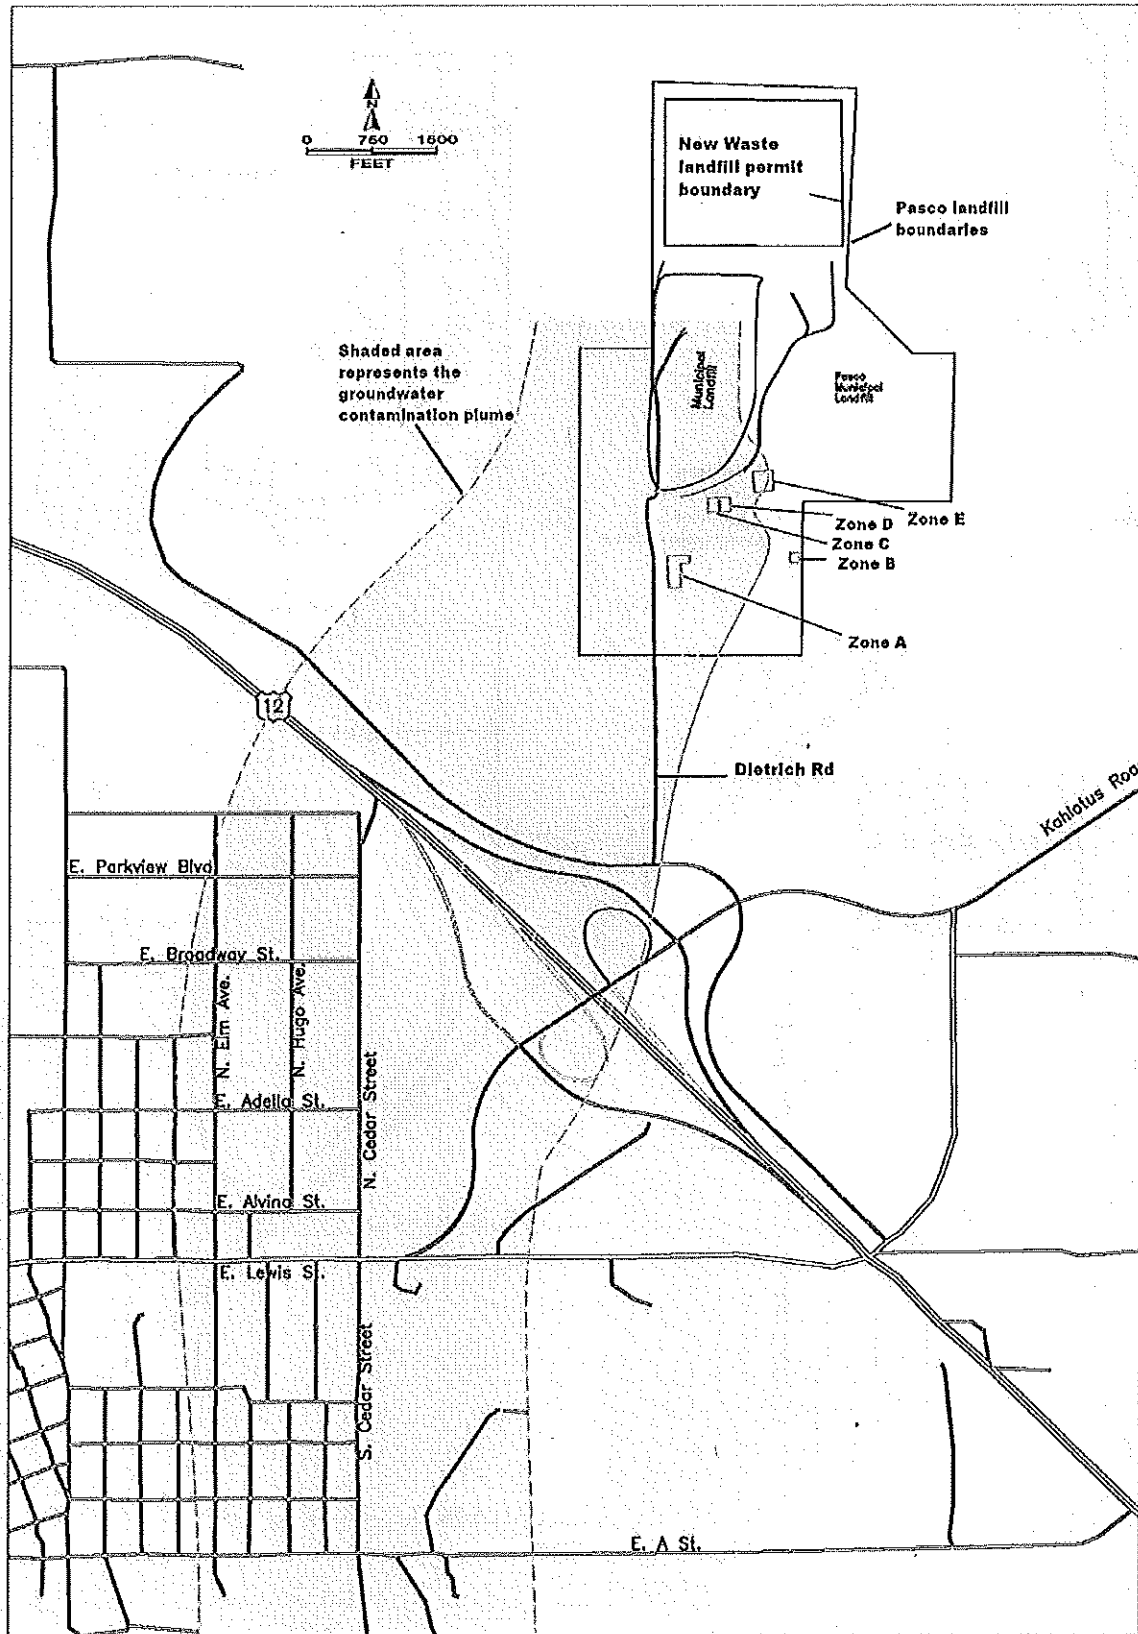 N
0 750 1500
FEET
New Waste
landfill permit
boundary
Pasco landfill
boundaries
Shaded area
represents the
groundwater
contamination plume
Municipal
Landfill
Pasco
Municipal
Landfill
Zone D
Zone E
Zone C
Zone B
Zone A
12
Dietrich Rd
Kahlotus Roa
E. Parkview Blvd
E. Broadway St.
N. Elm Ave.
N. Hugo Ave.
N. Cedar Street
E. Adelia St.
E. Alvina St.
E. Lewis St.
S. Cedar Street
E. A St.